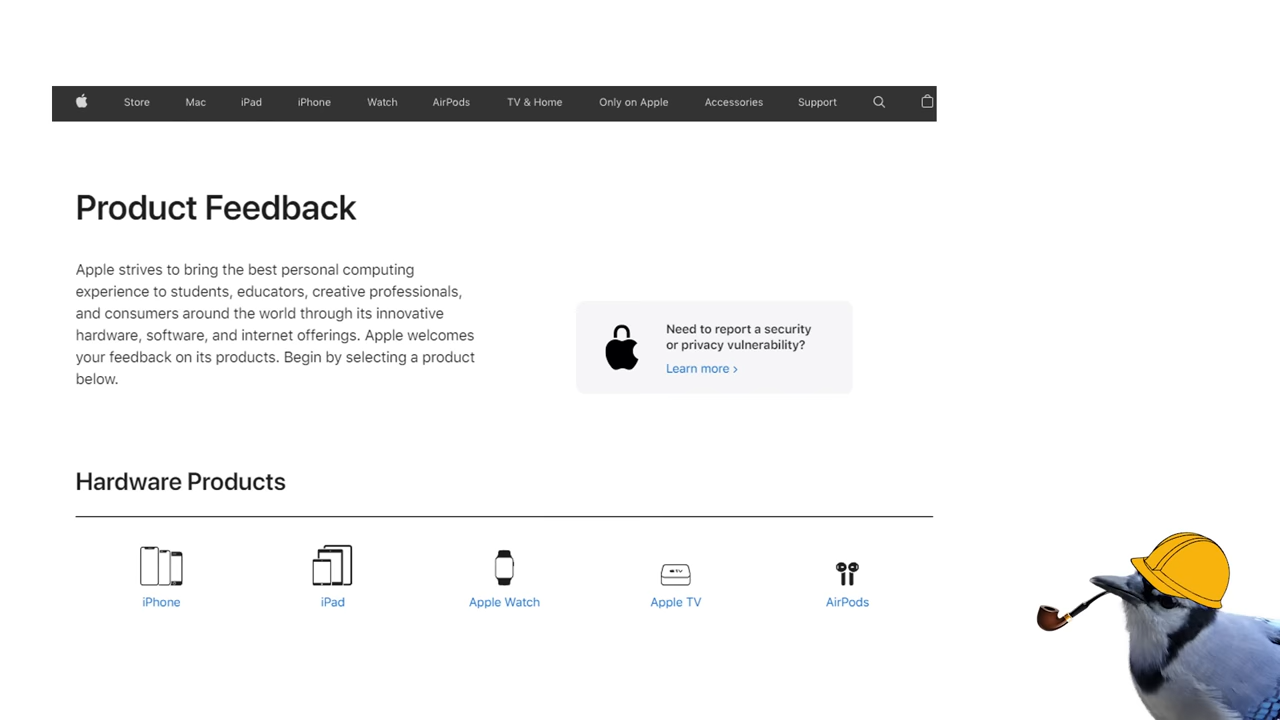 Store Mac iPad iPhone Watch AirPods TV & Home Only on Apple Accessories Support
Product Feedback
Apple strives to bring the best personal computing
experience to students, educators, creative professionals,
and consumers around the world through its innovative
hardware, software, and internet offerings. Apple welcomes
your feedback on its products. Begin by selecting a product
below.
Need to report a security
or privacy vulnerability?
Learn more ›
Hardware Products
tv
iPhone iPad Apple Watch Apple TV AirPods